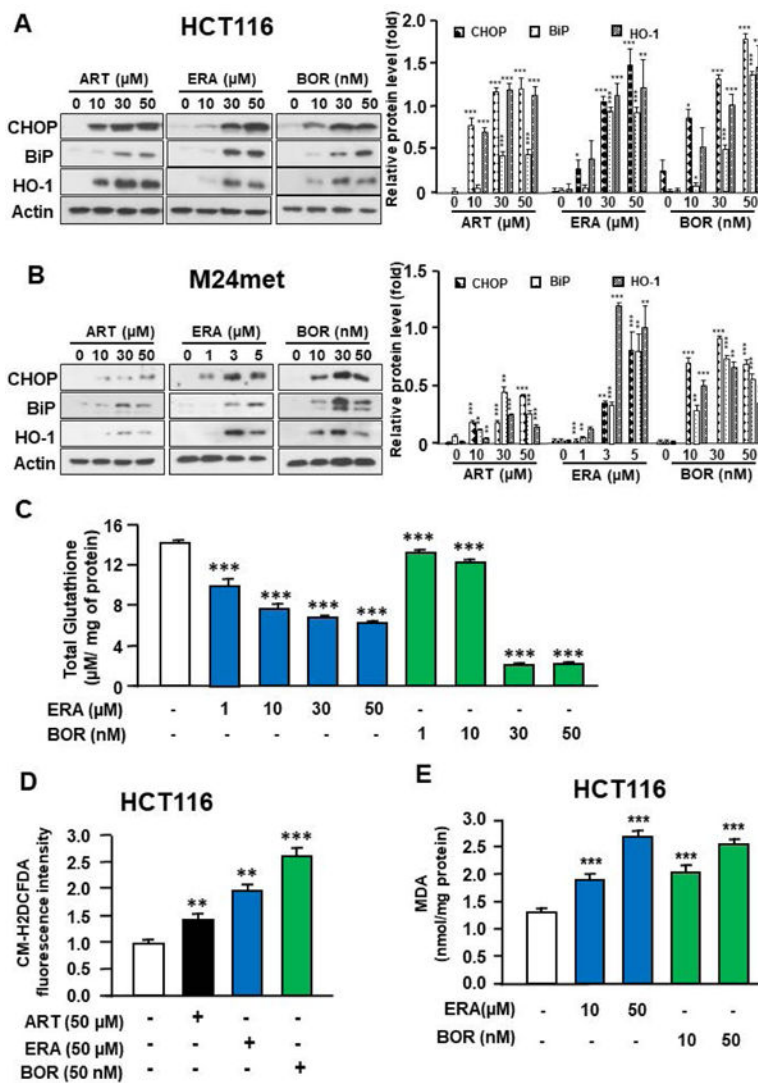 A
HCT116
ART (µM) ERA (µM) BOR (nM)
0 10 30 50 0 10 30 50 0 10 30 50
CHOP
BiP
HO-1
Actin
Relative protein level (fold)
2.0
1.5
1.0
0.5
0
CHOP BiP HO-1
0 10 30 50 0 10 30 50 0 10 30 50
ART (µM) ERA (µM) BOR (nM)
B
M24met
ART (µM) ERA (µM) BOR (nM)
0 10 30 50 0 1 3 5 0 10 30 50
CHOP
BiP
HO-1
Actin
Relative protein level (fold)
1.5
1.0
0.5
0
CHOP BiP HO-1
0 10 30 50 0 1 3 5 0 10 30 50
ART (µM) ERA (µM) BOR (nM)
C
Total Glutathione
(µM/ mg of protein)
16
12
8
4
0
*** *** *** *** *** *** *** ***
ERA (µM) - 1 10 30 50 - - - -
BOR (nM) - - - - - 1 10 30 50
D
HCT116
CM-H2DCFDA
fluorescence intensity
3.0
2.5
2.0
1.5
1.0
0.5
0.0
** ** ***
ART (50 µM) - + - -
ERA (50 µM) - - + -
BOR (50 nM) - - - +
E
HCT116
MDA
(nmol/mg protein)
3.0
2.5
2.0
1.5
1.0
0.5
0.0
*** *** *** ***
ERA(µM) - 10 50 - -
BOR (nM) - - - 10 50